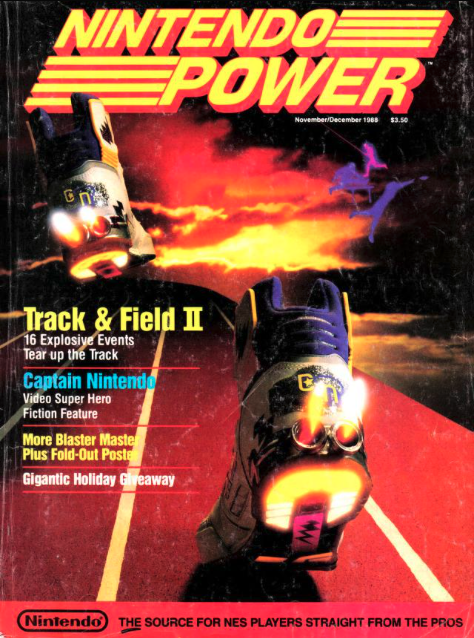 NINTENDO
POWER
™
November/December 1988 $3.50
Track & Field II
16 Explosive Events
Tear up the Track
Captain Nintendo
Video Super Hero
Fiction Feature
More Blaster Master
Plus Fold-Out Poster
Gigantic Holiday Giveaway
Nintendo®
THE SOURCE FOR NES PLAYERS STRAIGHT FROM THE PROS